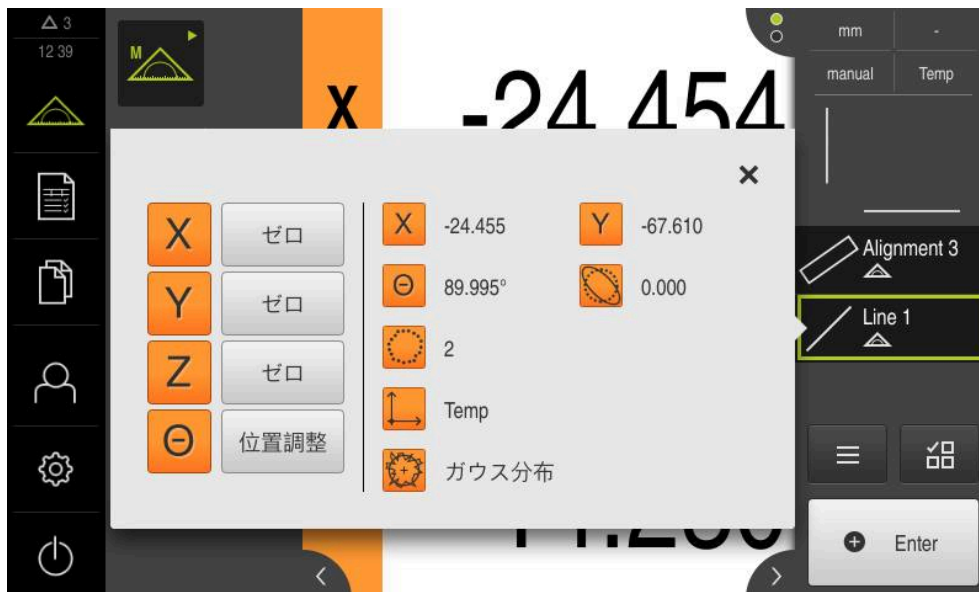 3
12 39
M
X
-24.454
mm
-
manual
Temp
X ゼロ
Y ゼロ
Z ゼロ
Θ 位置調整
X -24.455
Y -67.610
Θ 89.995°
0.000
2
Temp
ガウス分布
Alignment 3
Line 1
Enter